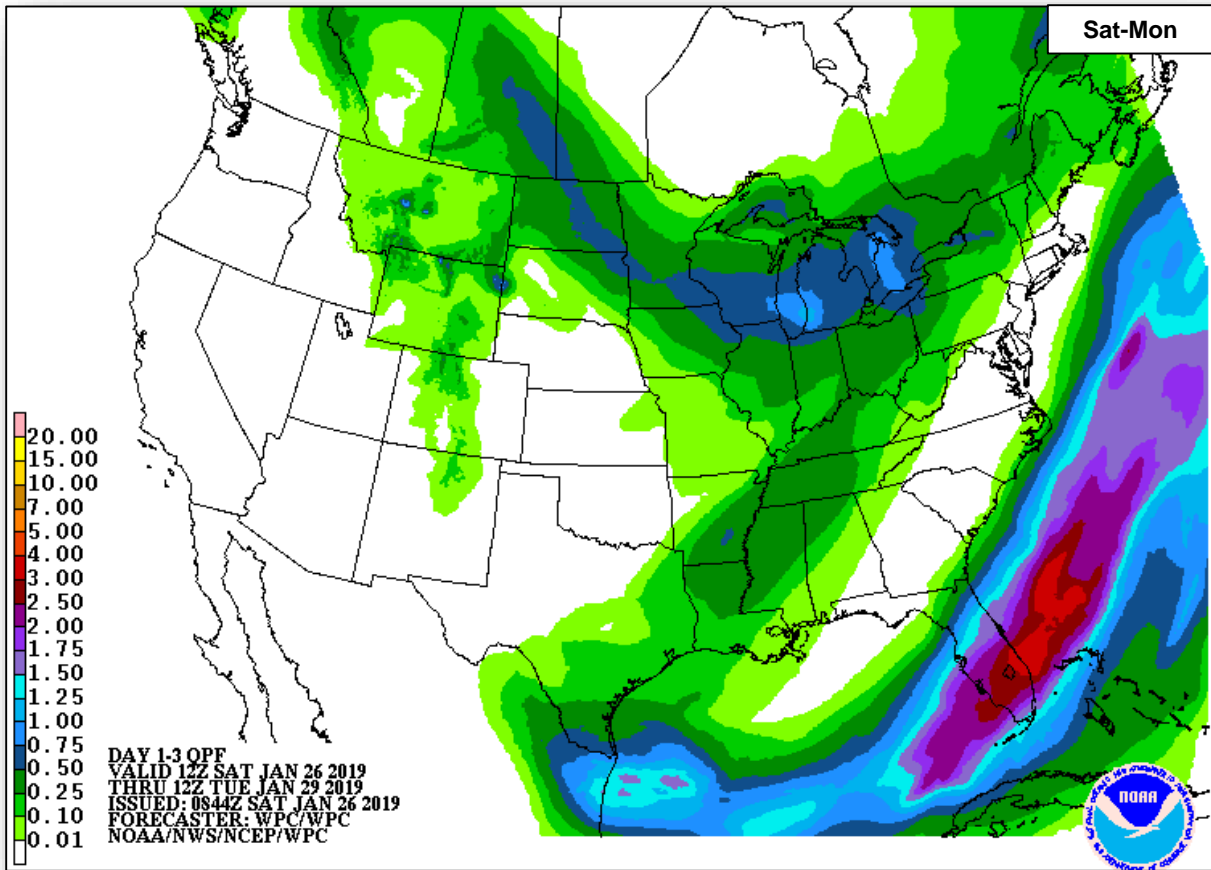 Sat-Mon
20.00
15.00
10.00
7.00
5.00
4.00
3.00
2.50
2.00
1.75
1.50
1.25
1.00
0.75
0.50
0.25
0.10
0.01
DAY 1-3 QPF
VALID 12Z SAT JAN 26 2019
THRU 12Z TUE JAN 29 2019
ISSUED: 0844Z SAT JAN 26 2019
FORECASTER: WPC/WPC
NOAA/NWS/NCEP/WPC
NOAA